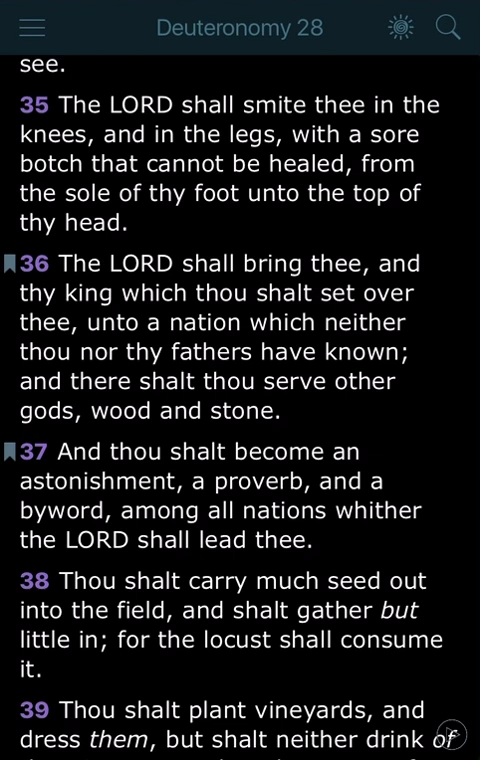 Deuteronomy 28
see.
35 The LORD shall smite thee in the
knees, and in the legs, with a sore
botch that cannot be healed, from
the sole of thy foot unto the top of
thy head.
36 The LORD shall bring thee, and
thy king which thou shalt set over
thee, unto a nation which neither
thou nor thy fathers have known;
and there shalt thou serve other
gods, wood and stone.
37 And thou shalt become an
astonishment, a proverb, and a
byword, among all nations whither
the LORD shall lead thee.
38 Thou shalt carry much seed out
into the field, and shalt gather but
little in; for the locust shall consume
it.
39 Thou shalt plant vineyards, and
dress them, but shalt neither drink of